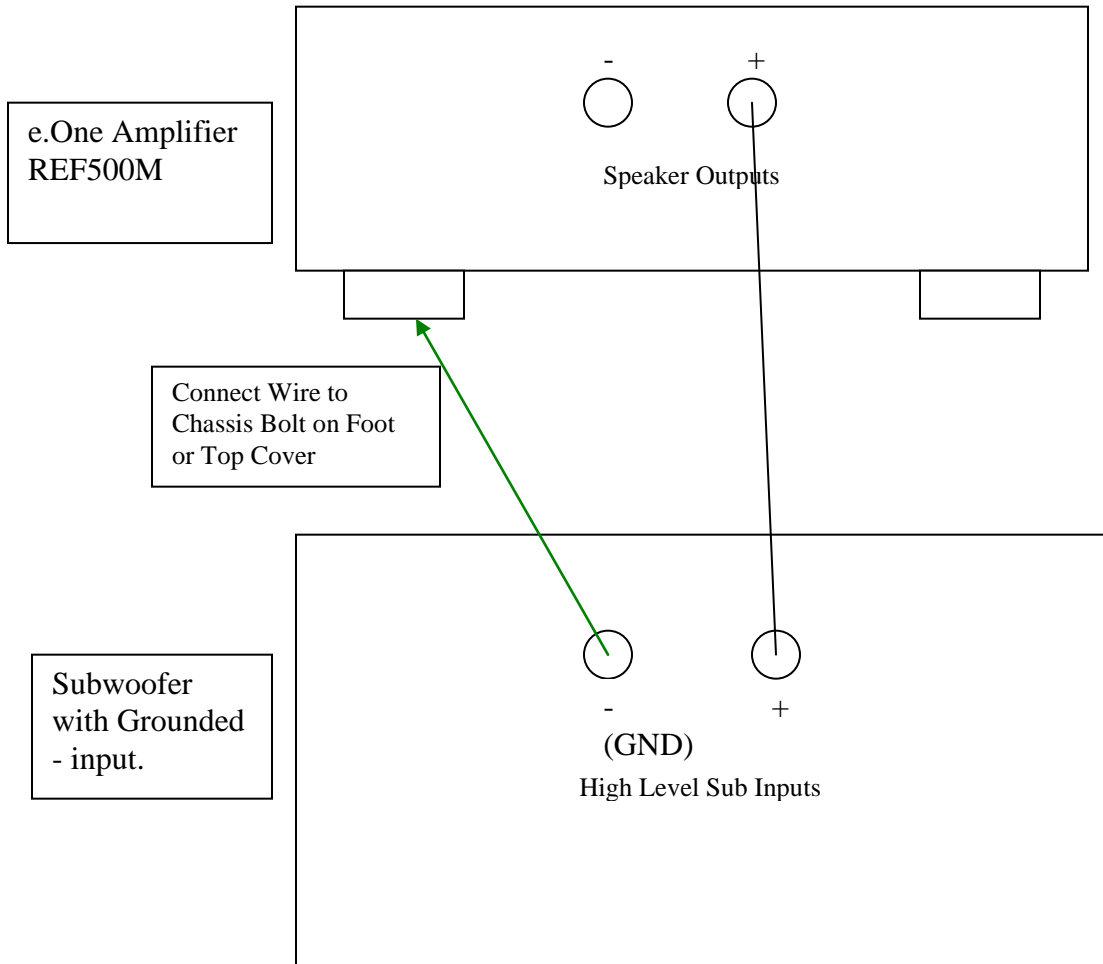 - +
e.One Amplifier
REF500M
Speaker Outputs
Connect Wire to
Chassis Bolt on Foot
or Top Cover
Subwoofer
with Grounded
- input.
- +
(GND)
High Level Sub Inputs